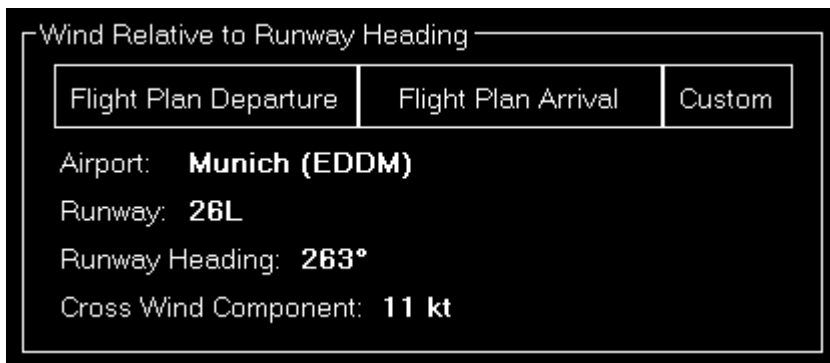 Wind Relative to Runway Heading
Flight Plan Departure Flight Plan Arrival Custom
Airport: Munich (EDDM)
Runway: 26L
Runway Heading: 263°
Cross Wind Component: 11 kt